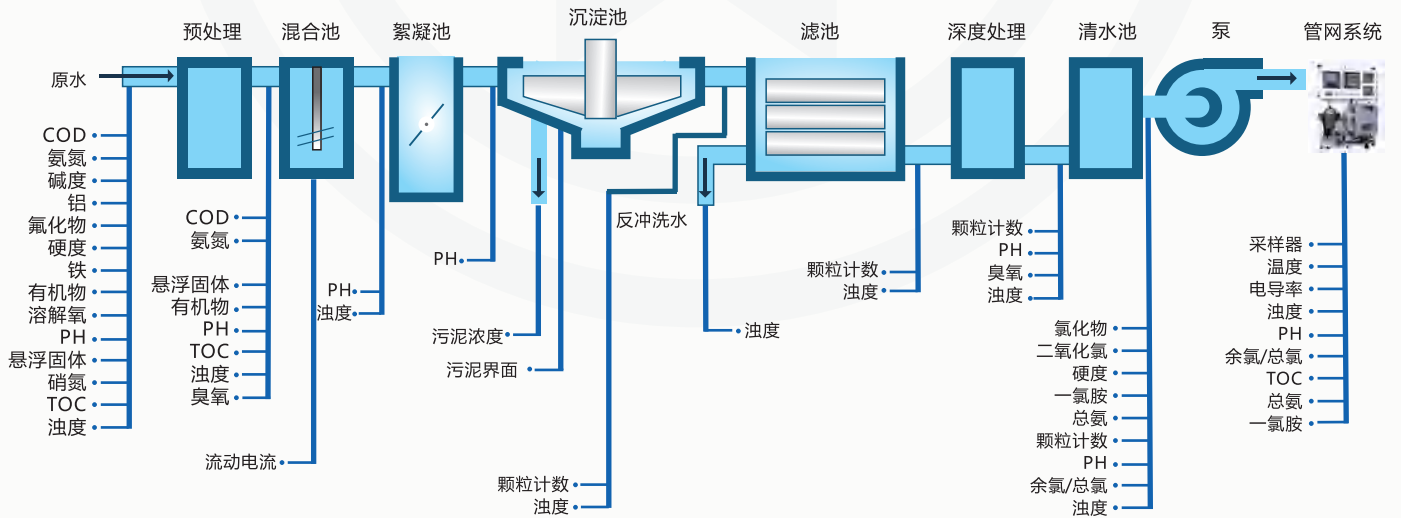 预处理
混合池
絮凝池
沉淀池
滤池
深度处理
清水池
泵
管网系统
原水
COD
氨氮
碱度
铝
氟化物
硬度
铁
有机物
溶解氧
PH
悬浮固体
硝氮
TOC
浊度
COD
氨氮
悬浮固体
有机物
PH
TOC
浊度
臭氧
流动电流
PH
浊度
PH
污泥浓度
污泥界面
颗粒计数
浊度
反冲洗水
浊度
颗粒计数
浊度
颗粒计数
PH
臭氧
浊度
氯化物
二氧化氯
硬度
一氯胺
总氨
颗粒计数
PH
余氯/总氯
浊度
采样器
温度
电导率
浊度
PH
余氯/总氯
TOC
总氨
一氯胺